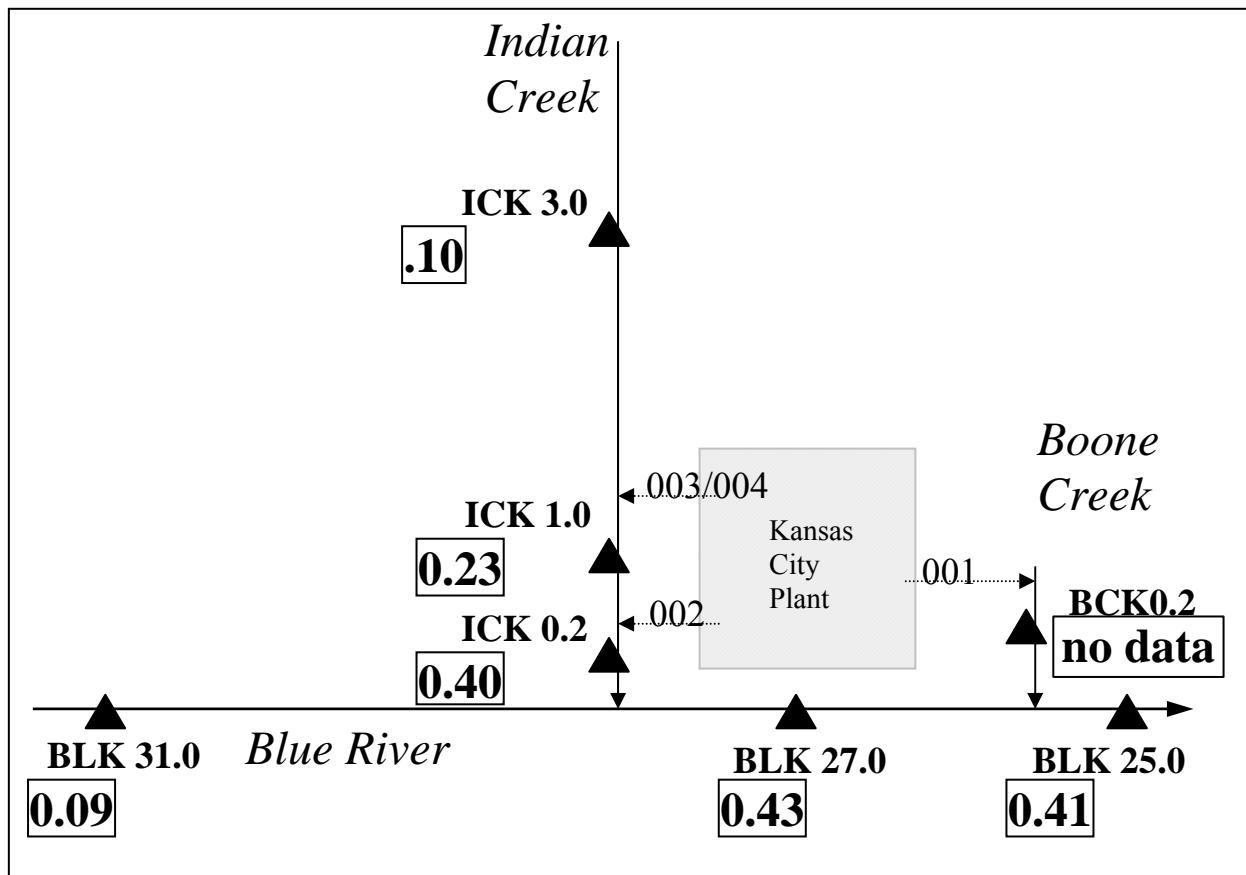 Indian
Creek
ICK 3.0
.10
Boone
Creek
003/004
ICK 1.0
0.23
Kansas
City
Plant
001
002
BCK0.2
no data
ICK 0.2
0.40
BLK 31.0
0.09
Blue River
BLK 27.0
0.43
BLK 25.0
0.41